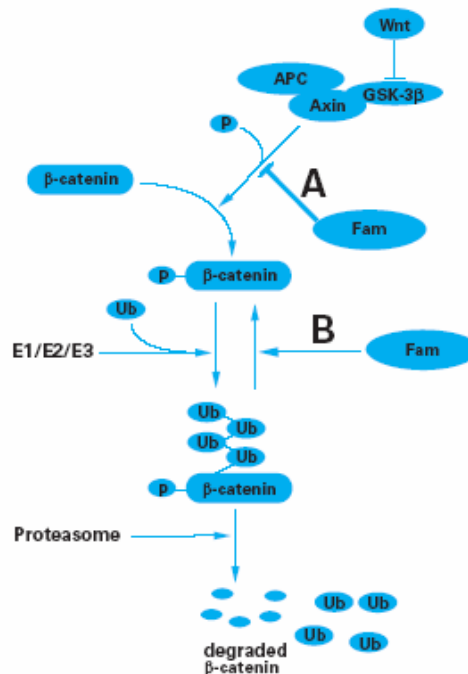 Wnt
APC
GSK-3β
Axin
P
A
β-catenin
Fam
P
β-catenin
Ub
B
E1/E2/E3
Fam
Ub
Ub
Ub
Ub
P
β-catenin
Proteasome
Ub
Ub
Ub
Ub
degraded
β-catenin